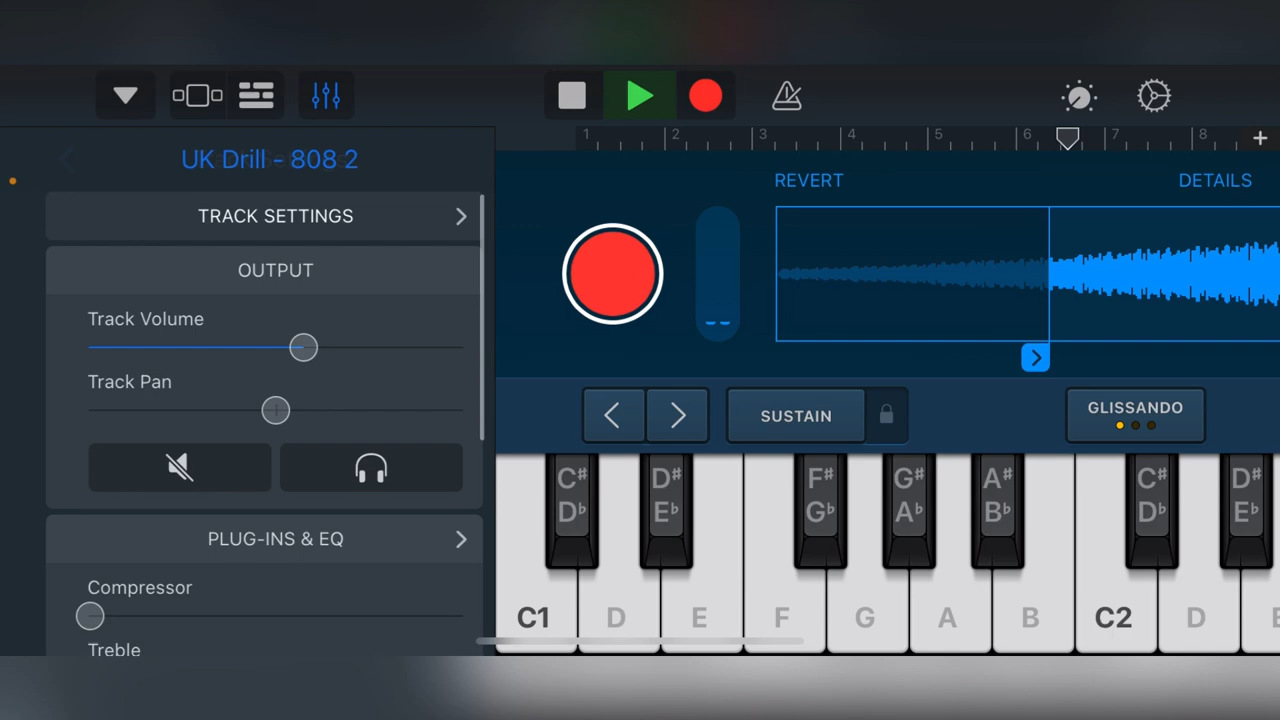 UK Drill - 808 2
1 2 3 4 5 6 7 8 +
TRACK SETTINGS
REVERT
DETAILS
OUTPUT
Track Volume
Track Pan
SUSTAIN
GLISSANDO
C# D# F# G# A# C# D#
D♭ E♭ G♭ A♭ B♭ D♭ E♭
PLUG-INS & EQ
Compressor
C1 D E F G A B C2 D E
Treble